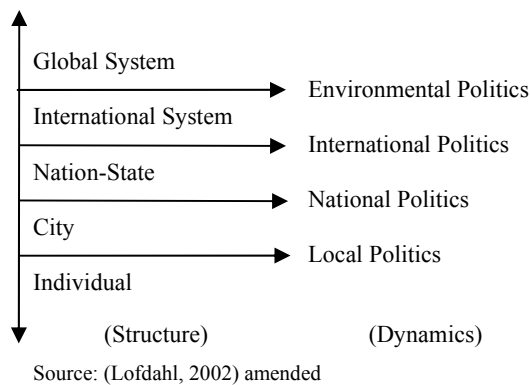 Global System
Environmental Politics
International System
International Politics
Nation-State
National Politics
City
Local Politics
Individual
(Structure) (Dynamics)
Source: (Lofdahl, 2002) amended